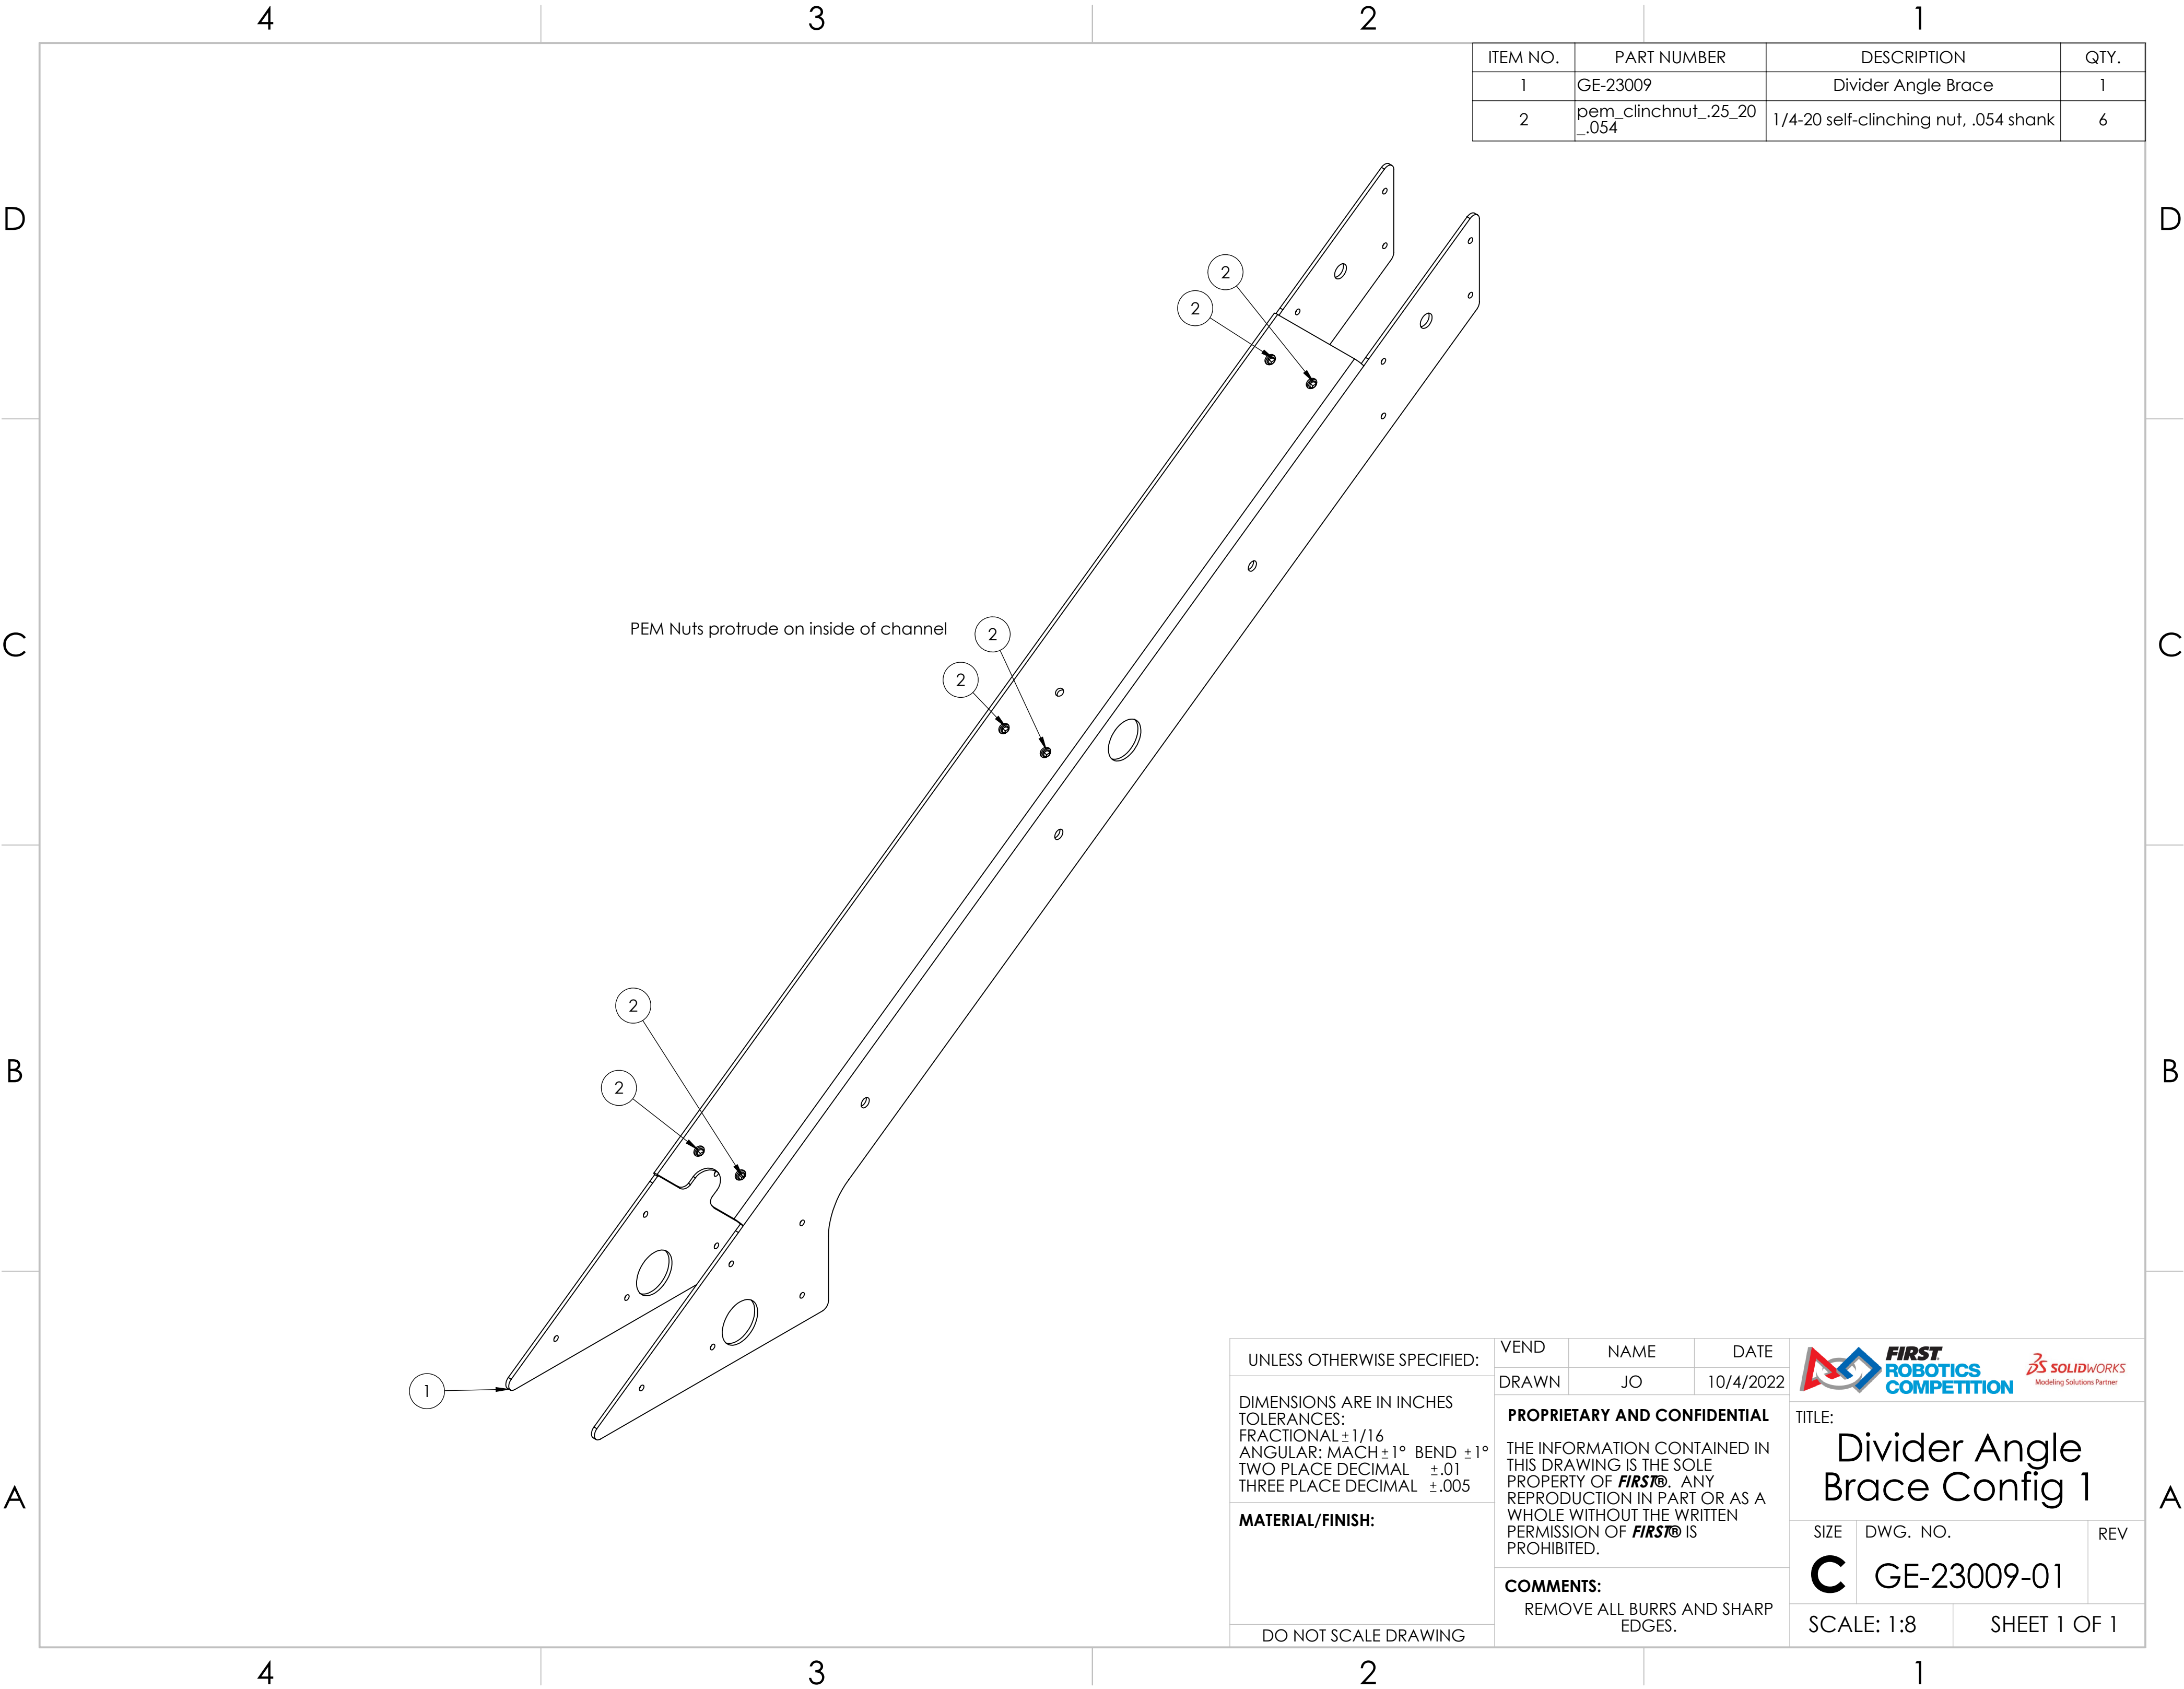 4 3 2 1
ITEM NO. PART NUMBER DESCRIPTION QTY.
1 GE-23009 Divider Angle Brace 1
2 pem_clinchnut_.25_20_.054 1/4-20 self-clinching nut, .054 shank 6
D D
2
2
PEM Nuts protrude on inside of channel
2
2
C C
2
2
B B
1
UNLESS OTHERWISE SPECIFIED:
DIMENSIONS ARE IN INCHES
TOLERANCES:
FRACTIONAL±1/16
ANGULAR: MACH±1° BEND ±1°
TWO PLACE DECIMAL ±.01
THREE PLACE DECIMAL ±.005
MATERIAL/FINISH:
DO NOT SCALE DRAWING
VEND NAME DATE
DRAWN JO 10/4/2022
PROPRIETARY AND CONFIDENTIAL
THE INFORMATION CONTAINED IN
THIS DRAWING IS THE SOLE
PROPERTY OF FIRST®. ANY
REPRODUCTION IN PART OR AS A
WHOLE WITHOUT THE WRITTEN
PERMISSION OF FIRST® IS
PROHIBITED.
COMMENTS:
REMOVE ALL BURRS AND SHARP
EDGES.
FIRST
ROBOTICS
COMPETITION
SOLIDWORKS
Modeling Solutions Partner
TITLE:
Divider Angle
Brace Config 1
SIZE DWG. NO. REV
C GE-23009-01
SCALE: 1:8 SHEET 1 OF 1
A A
4 3 2 1